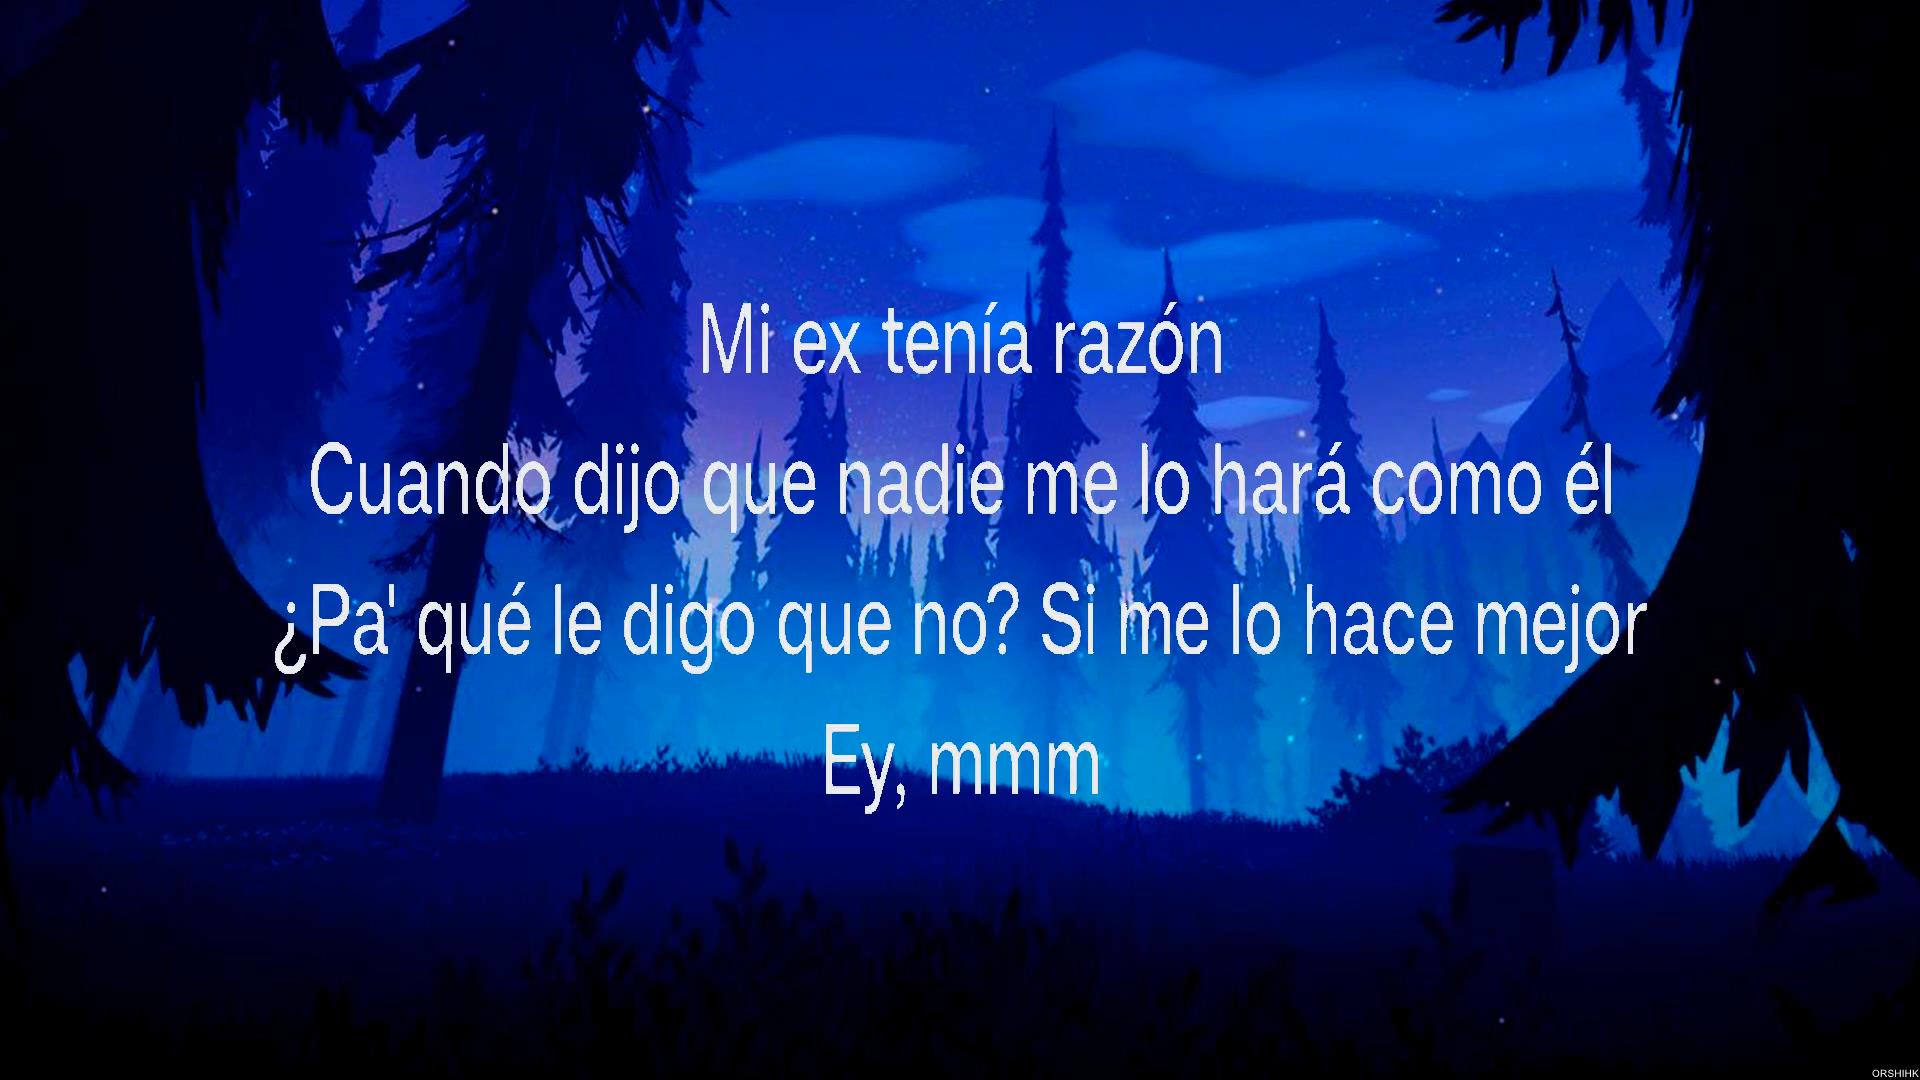 Mi ex tenía razón
Cuando dijo que nadie me lo hará como él
¿Pa' qué le digo que no? Si me lo hace mejor
Ey, mmm
ORSHIHK